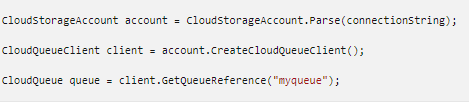 CloudStorageAccount account = CloudStorageAccount.Parse(connectionString);
CloudQueueClient client = account.CreateCloudQueueClient();
CloudQueue queue = client.GetQueueReference("myqueue");